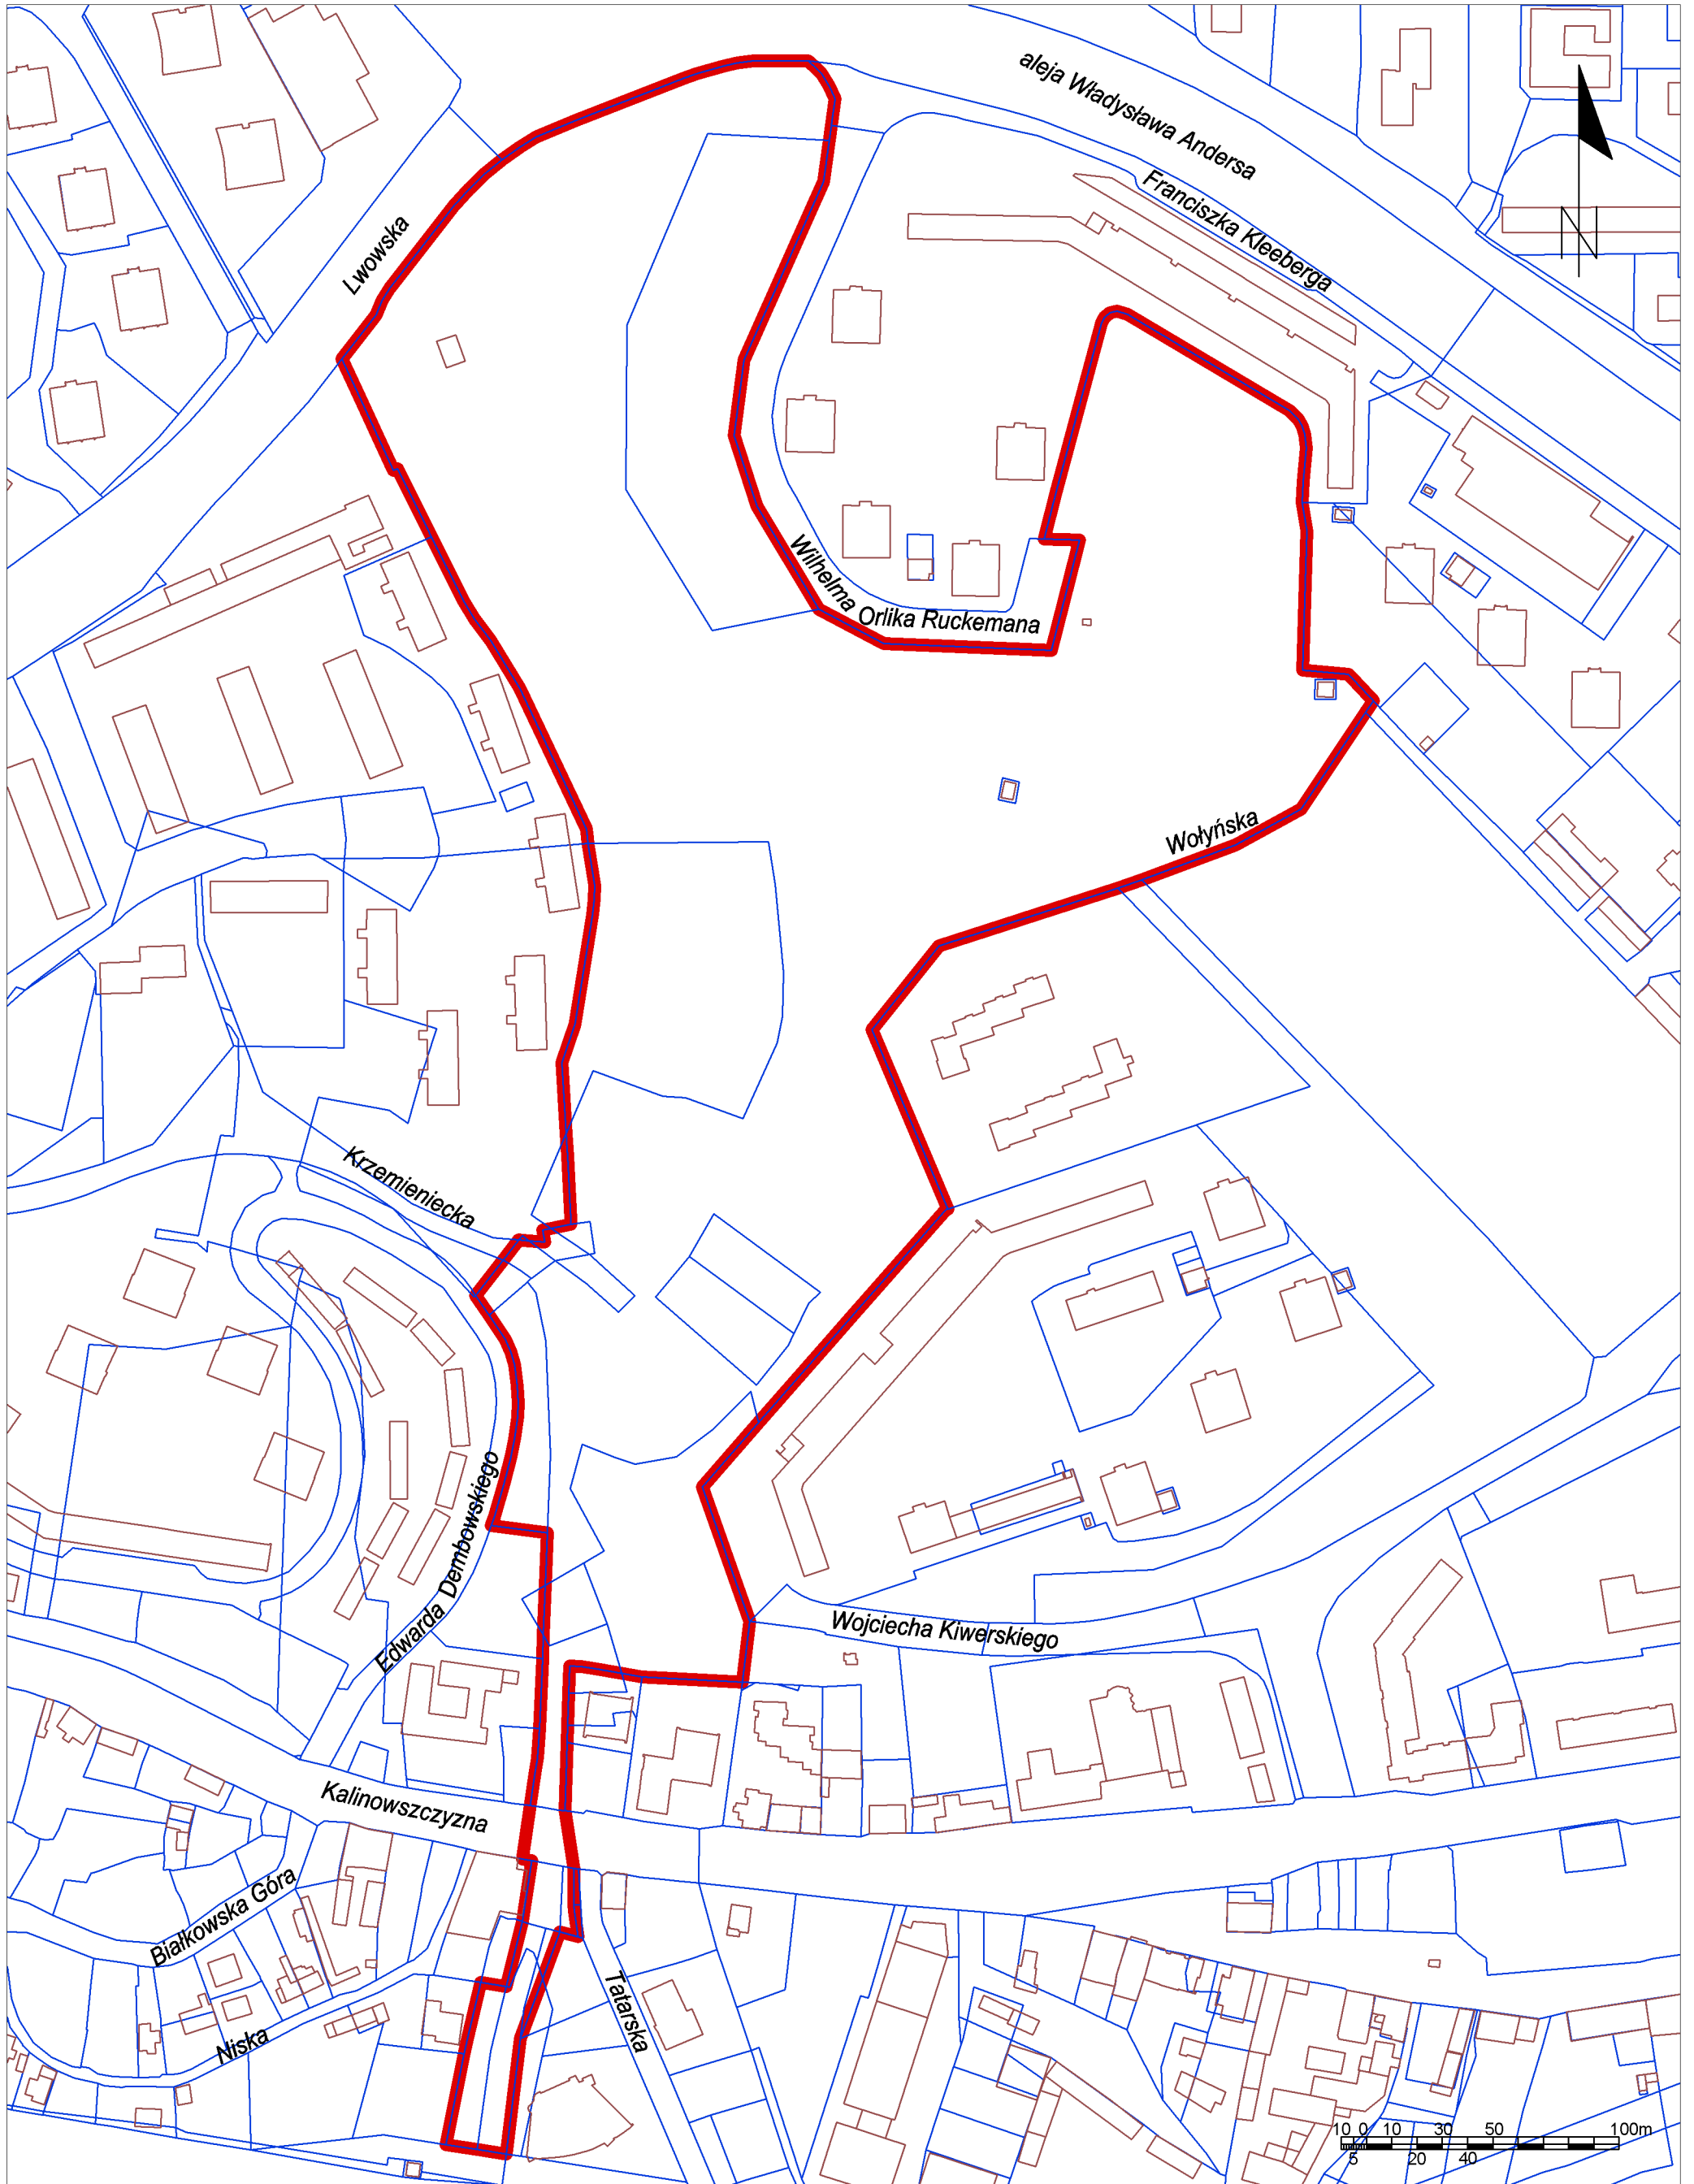 aleja Władysława Andersa
Franciszka Kleeberga
N
Lwowska
Wilhelma Orlika Ruckemana
Wołyńska
Krzemieniecka
Edwarda Dembowskiego
Wojciecha Kiwerskiego
Kalinowszczyzna
Białkowska Góra
Niska
Tatarska
10 0 10 30 50 100m
5 20 40